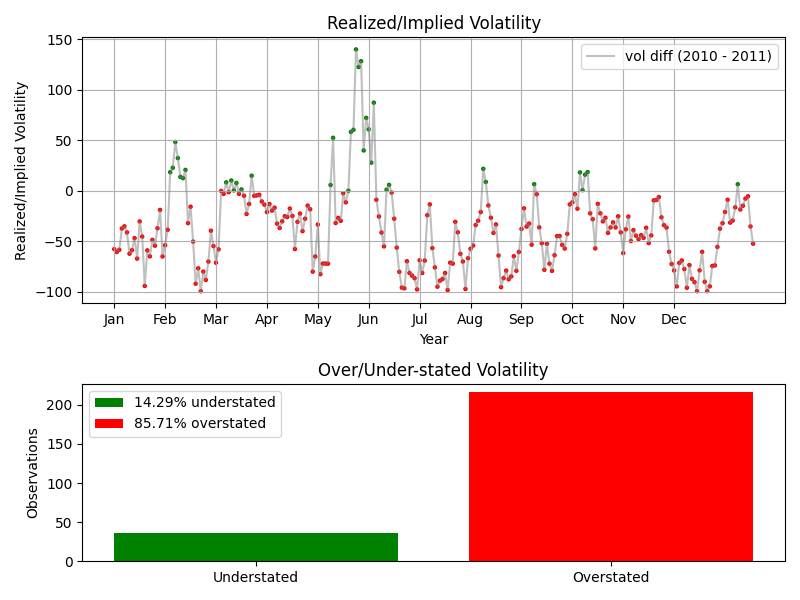 Realized/Implied Volatility
Realized/Implied Volatility
150
100
50
0
−50
−100
vol diff (2010 - 2011)
Jan Feb Mar Apr May Jun Jul Aug Sep Oct Nov Dec
Year
Over/Under-stated Volatility
Observations
200
150
100
50
0
14.29% understated
85.71% overstated
Understated Overstated